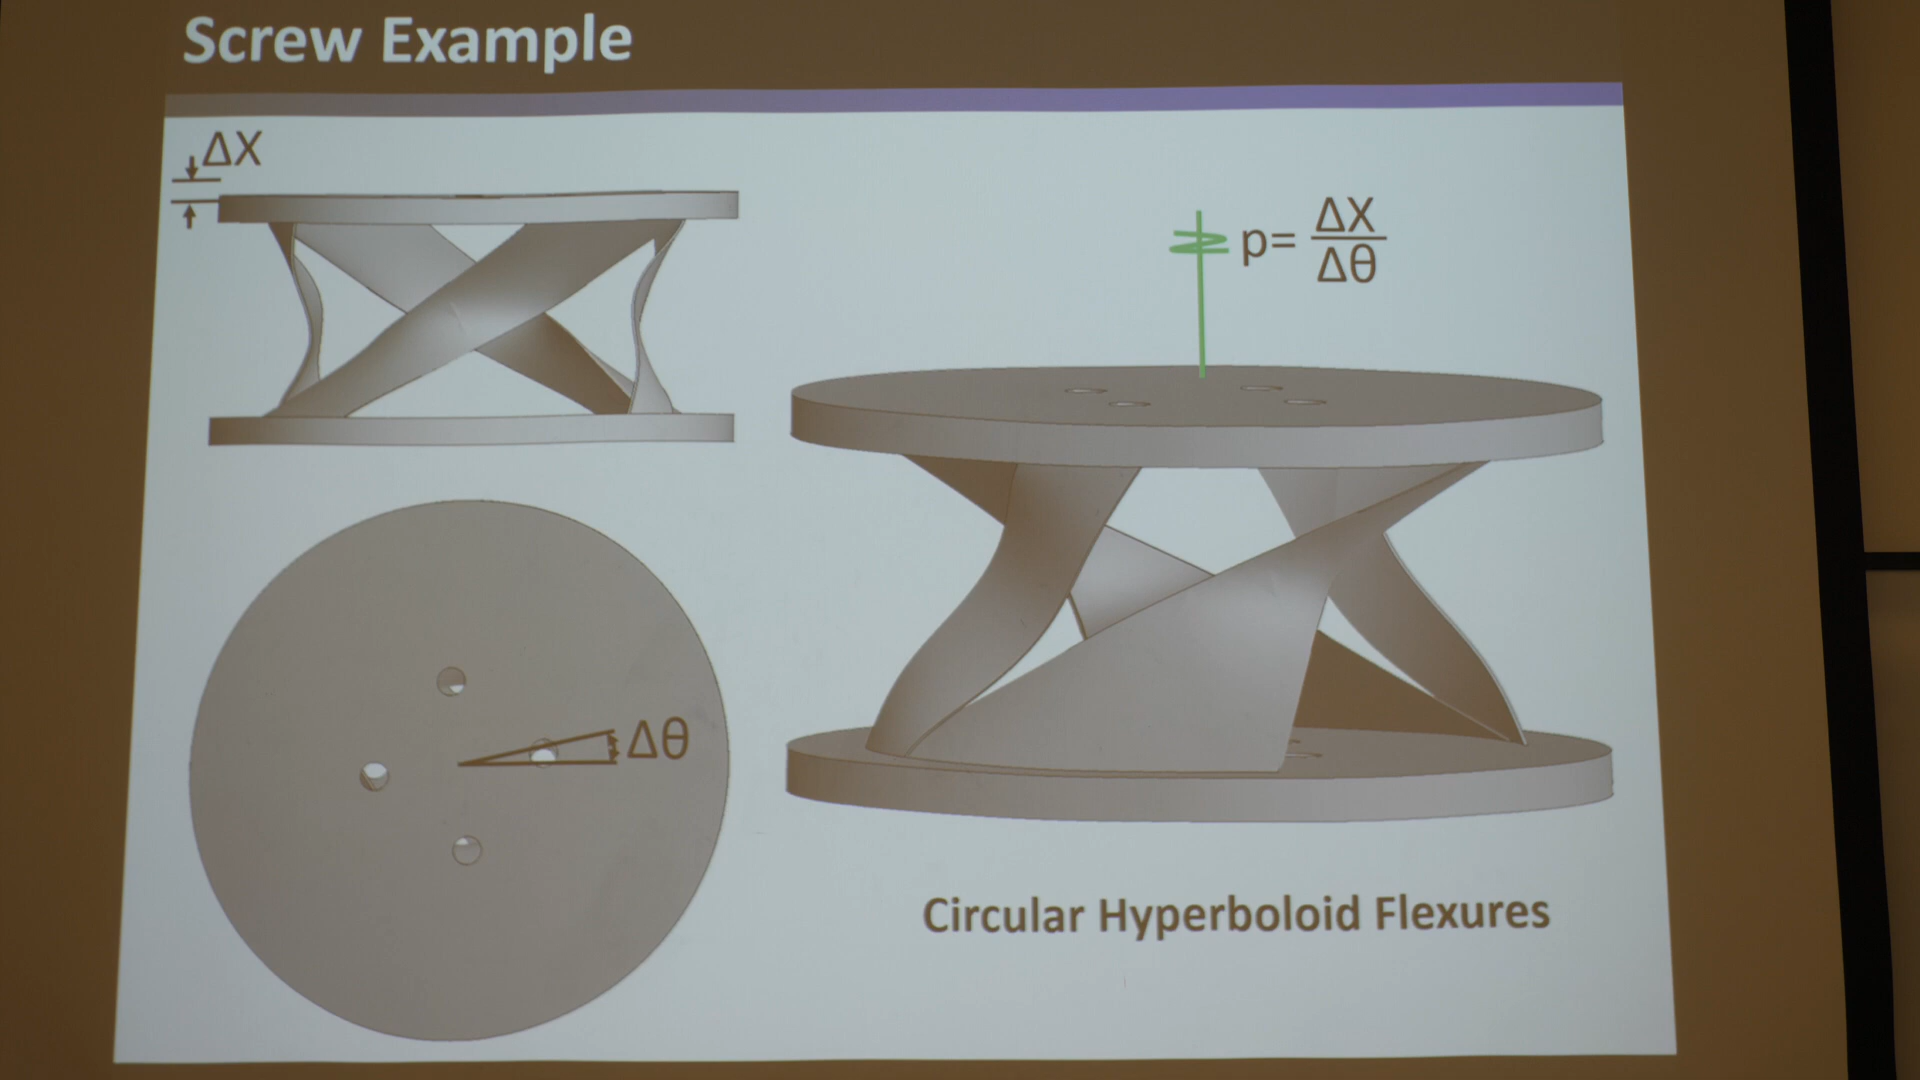 Screw Example
ΔX
p= ΔX
Δθ
Δθ
Circular Hyperboloid Flexures